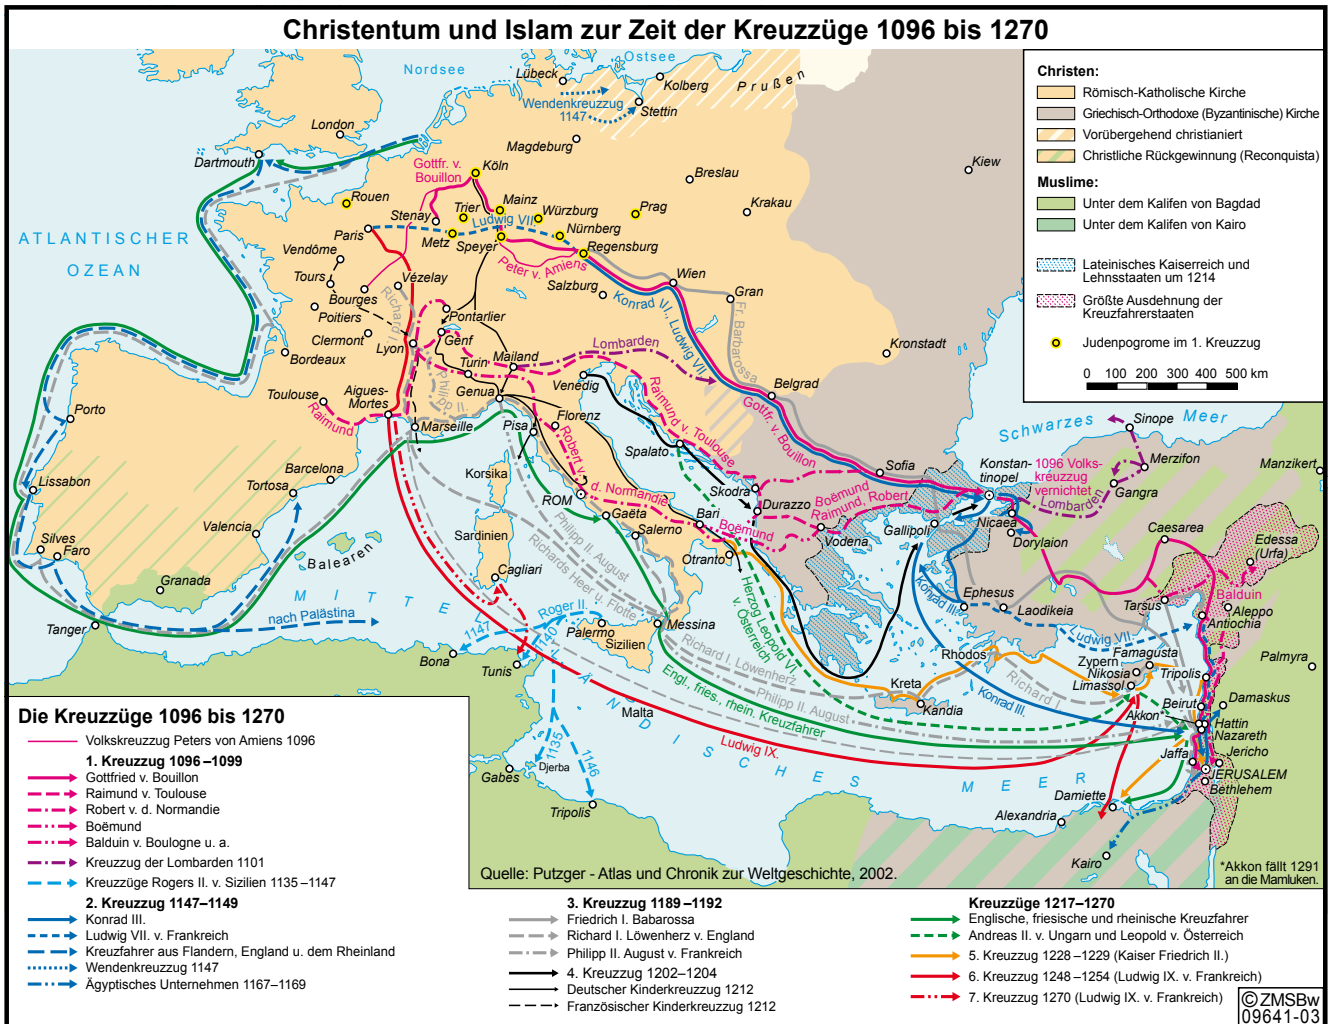 Christentum und Islam zur Zeit der Kreuzzüge 1096 bis 1270
Christen:
Römisch-Katholische Kirche
Griechisch-Orthodoxe (Byzantinische) Kirche
Vorübergehend christianiert
Christliche Rückgewinnung (Reconquista)
Muslime:
Unter dem Kalifen von Bagdad
Unter dem Kalifen von Kairo
Lateinisches Kaiserreich und
Lehnsstaaten um 1214
Größte Ausdehnung der
Kreuzfahrerstaaten
Judenpogrome im 1. Kreuzzug
0 100 200 300 400 500 km
Nordsee
Ostsee
Lübeck
Kolberg
Prußen
Wendenkreuzzug
1147
Stettin
London
Dartmouth
Magdeburg
Köln
Gottfr. v.
Bouillon
Breslau
Kiew
Rouen
Stenay
Trier
Mainz
Würzburg
Prag
Krakau
Ludwig VII.
Nürnberg
Paris
Metz
Speyer
Regensburg
Peter v. Amiens
ATLANTISCHER
OZEAN
Vendôme
Tours
Vézelay
Bourges
Richard I.
Salzburg
Wien
Gran
Konrad III., Ludwig VII.
Fr. Barbarossa
Poitiers
Pontarlier
Clermont
Lyon
Genf
Kronstadt
Bordeaux
Turin
Mailand
Lombarden
Venedig
Belgrad
Philipp II.
Genua
Toulouse
Aigues-
Mortes
Raimund
Marseille
Pisa
Florenz
Raimund v. Toulouse
Gottfr. v. Bouillon
Porto
Schwarzes Meer
Sinope
Spalato
Sofia
Konstan-
tinopel
1096 Volks-
kreuzzug
vernichtet
Merzifon
Manzikert
Lombarden
Gangra
Barcelona
Tortosa
Lissabon
Korsika
Robert v. d. Normandie
ROM
Skodra
Durazzo
Boëmund
Raimund, Robert
Gaëta
Bari
Boëmund
Vodena
Gallipoli
Nicaea
Dorylaion
Caesarea
Edessa
(Urfa)
Valencia
Silves
Faro
Balearen
Sardinien
Salerno
Otranto
Philipp II. August
Richards Heer u. Flotte
Cagliari
Granada
Tanger
nach Palästina
MITTELÄNDISCHES MEER
Roger II.
1147
1140
Bona
Tunis
Palermo
Sizilien
Messina
Herzog Leopold VI.
v. Österreich
Konrad III.
Ephesus
Laodikeia
Tarsus
Balduin
Aleppo
Antiochia
Ludwig VII.
Richard I. Löwenherz
Philipp II. August
Engl., fries., rhein. Kreuzfahrer
Rhodos
Richard I.
Famagusta
Zypern
Nikosia
Limassol
Tripolis
Palmyra
Kreta
Kandia
Konrad III.
Beirut
Damaskus
Akkon*
Hattin
Nazareth
Malta
Ludwig IX.
Jaffa
Jericho
JERUSALEM
Bethlehem
1135
1146
Gabès
Djerba
Tripolis
Damiette
Alexandria
Kairo
*Akkon fällt 1291
an die Mamluken.
Quelle: Putzger - Atlas und Chronik zur Weltgeschichte, 2002.
Die Kreuzzüge 1096 bis 1270
Volkskreuzzug Peters von Amiens 1096
1. Kreuzzug 1096–1099
Gottfried v. Bouillon
Raimund v. Toulouse
Robert v. d. Normandie
Boëmund
Balduin v. Boulogne u. a.
Kreuzzug der Lombarden 1101
Kreuzzüge Rogers II. v. Sizilien 1135–1147
2. Kreuzzug 1147–1149
Konrad III.
Ludwig VII. v. Frankreich
Kreuzfahrer aus Flandern, England u. dem Rheinland
Wendenkreuzzug 1147
Ägyptisches Unternehmen 1167–1169
3. Kreuzzug 1189–1192
Friedrich I. Babarossa
Richard I. Löwenherz v. England
Philipp II. August v. Frankreich
4. Kreuzzug 1202–1204
Deutscher Kinderkreuzzug 1212
Französischer Kinderkreuzzug 1212
Kreuzzüge 1217–1270
Englische, friesische und rheinische Kreuzfahrer
Andreas II. v. Ungarn und Leopold v. Österreich
5. Kreuzzug 1228–1229 (Kaiser Friedrich II.)
6. Kreuzzug 1248–1254 (Ludwig IX. v. Frankreich)
7. Kreuzzug 1270 (Ludwig IX. v. Frankreich)
©ZMSBw
09641-03